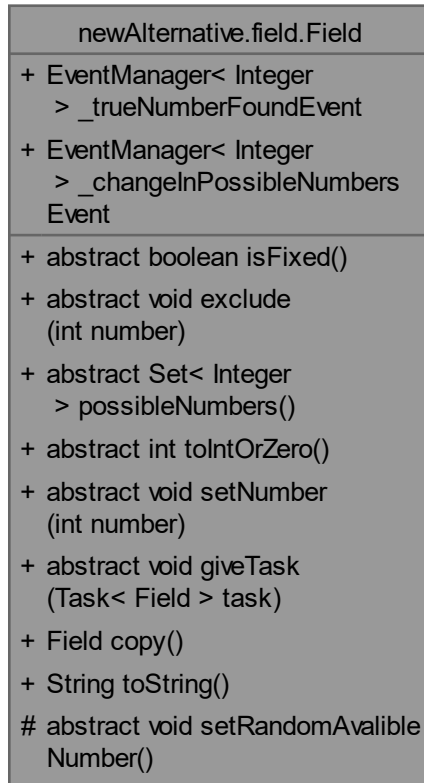 newAlternative.field.Field
+ EventManager< Integer
> _trueNumberFoundEvent
+ EventManager< Integer
> _changeInPossibleNumbers
Event
+ abstract boolean isFixed()
+ abstract void exclude
(int number)
+ abstract Set< Integer
> possibleNumbers()
+ abstract int toIntOrZero()
+ abstract void setNumber
(int number)
+ abstract void giveTask
(Task< Field > task)
+ Field copy()
+ String toString()
# abstract void setRandomAvalible
Number()